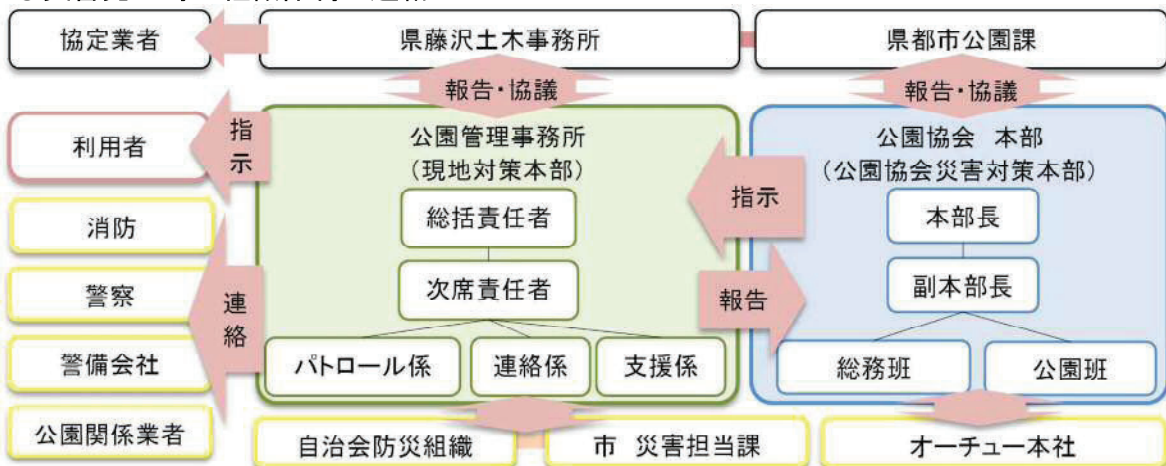 協定業者
県藤沢土木事務所
県都市公園課
報告・協議
報告・協議
利用者
指示
公園管理事務所
(現地対策本部)
公園協会 本部
(公園協会災害対策本部)
総括責任者
指示
本部長
消防
警察
連絡
次席責任者
報告
副本部長
警備会社
パトロール係
連絡係
支援係
総務班
公園班
公園関係業者
自治会防災組織
市 災害担当課
オーチュー本社